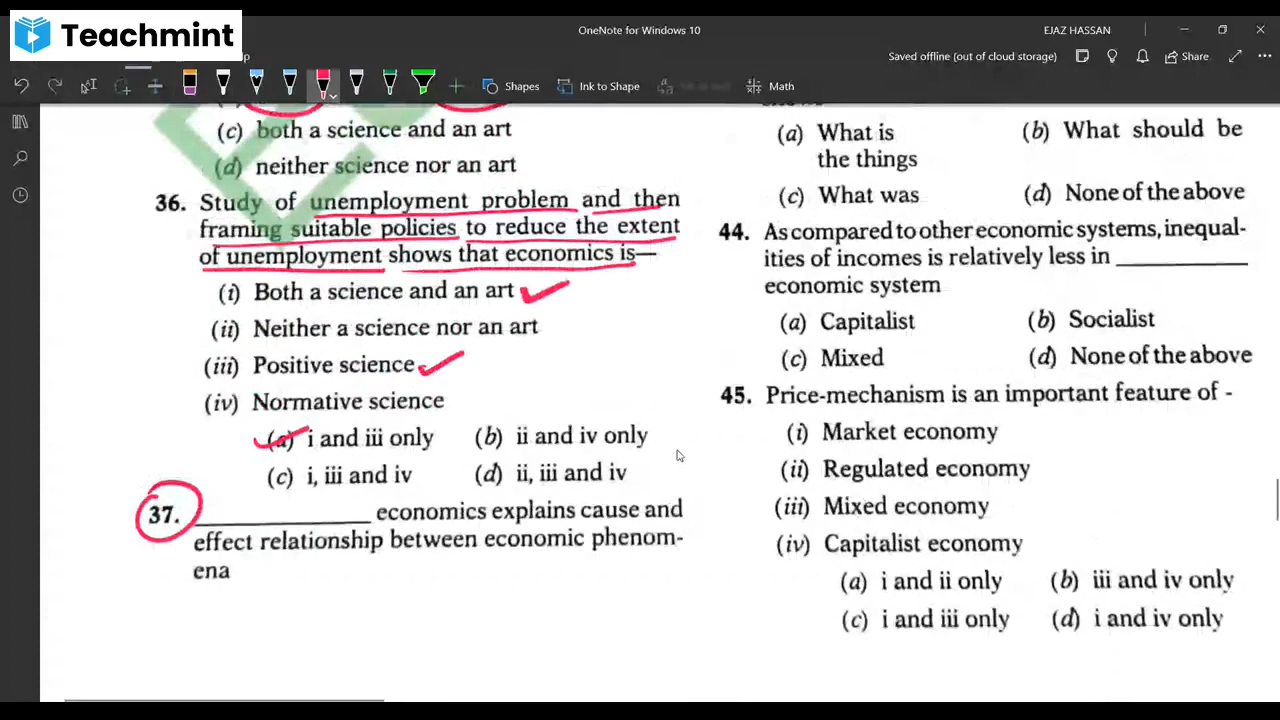 Teachmint
OneNote for Windows 10
EJAZ HASSAN
Saved offline (out of cloud storage)
Share
Shapes
Ink to Shape
Math
(c) both a science and an art
(d) neither science nor an art
36. Study of unemployment problem and then
framing suitable policies to reduce the extent
of unemployment shows that economics is—
(i) Both a science and an art
(ii) Neither a science nor an art
(iii) Positive science
(iv) Normative science
(a) i and iii only (b) ii and iv only
(c) i, iii and iv (d) ii, iii and iv
37. ____________ economics explains cause and
effect relationship between economic phenom-
ena
(a) What is (b) What should be
the things
(c) What was (d) None of the above
44. As compared to other economic systems, inequal-
ities of incomes is relatively less in __________
economic system
(a) Capitalist (b) Socialist
(c) Mixed (d) None of the above
45. Price-mechanism is an important feature of -
(i) Market economy
(ii) Regulated economy
(iii) Mixed economy
(iv) Capitalist economy
(a) i and ii only (b) iii and iv only
(c) i and iii only (d) i and iv only